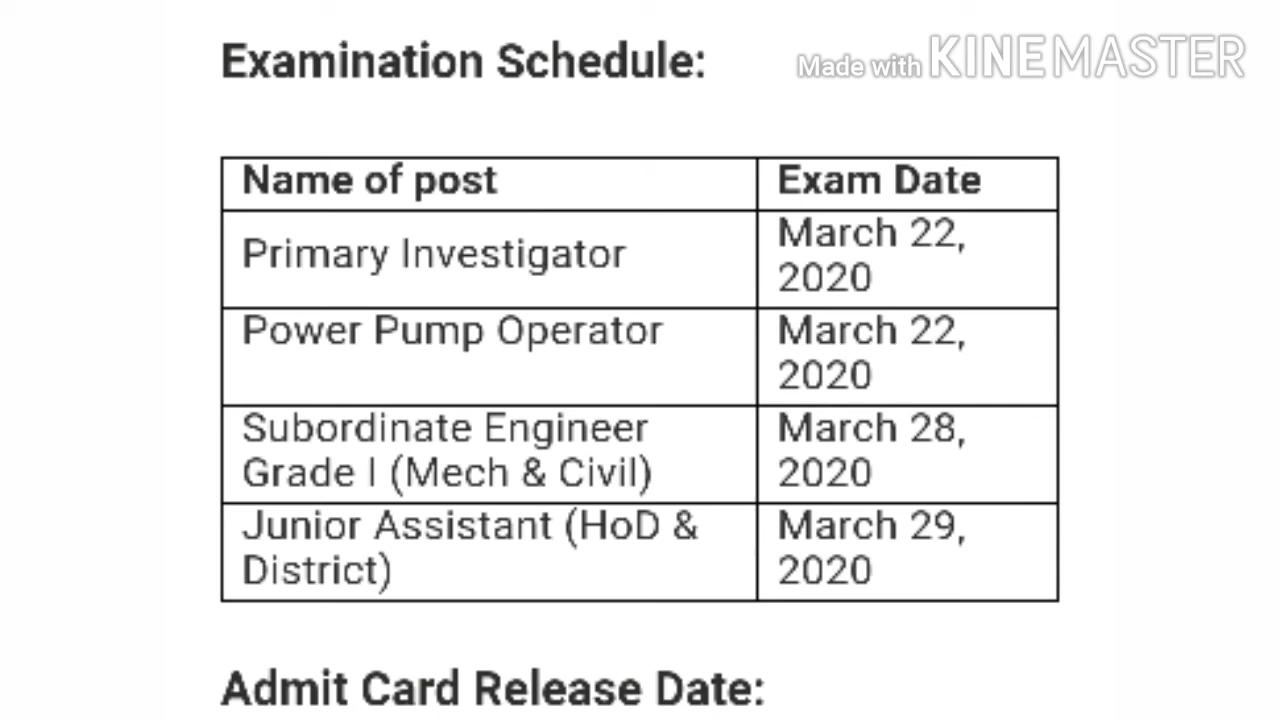 Examination Schedule:
Made with KINEMASTER
Name of post
Exam Date
Primary Investigator
March 22,
2020
Power Pump Operator
March 22,
2020
Subordinate Engineer
Grade I (Mech & Civil)
March 28,
2020
Junior Assistant (HoD &
District)
March 29,
2020
Admit Card Release Date: